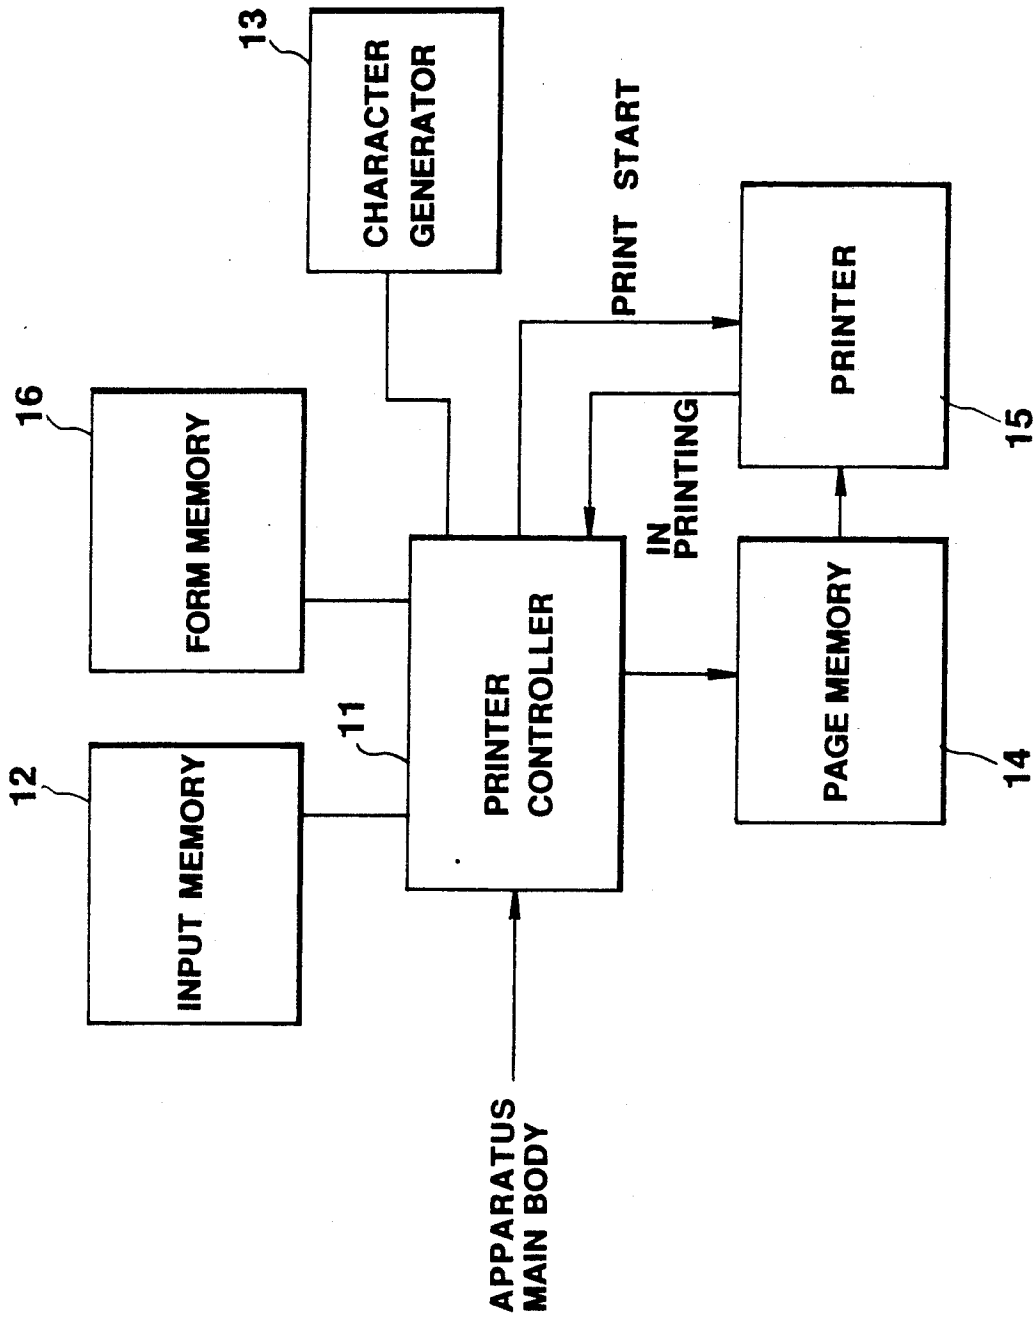 12
INPUT MEMORY
16
FORM MEMORY
13
CHARACTER
GENERATOR
11
PRINTER
CONTROLLER
APPARATUS
MAIN BODY
IN
PRINTING
PRINT START
PAGE MEMORY
14
PRINTER
15